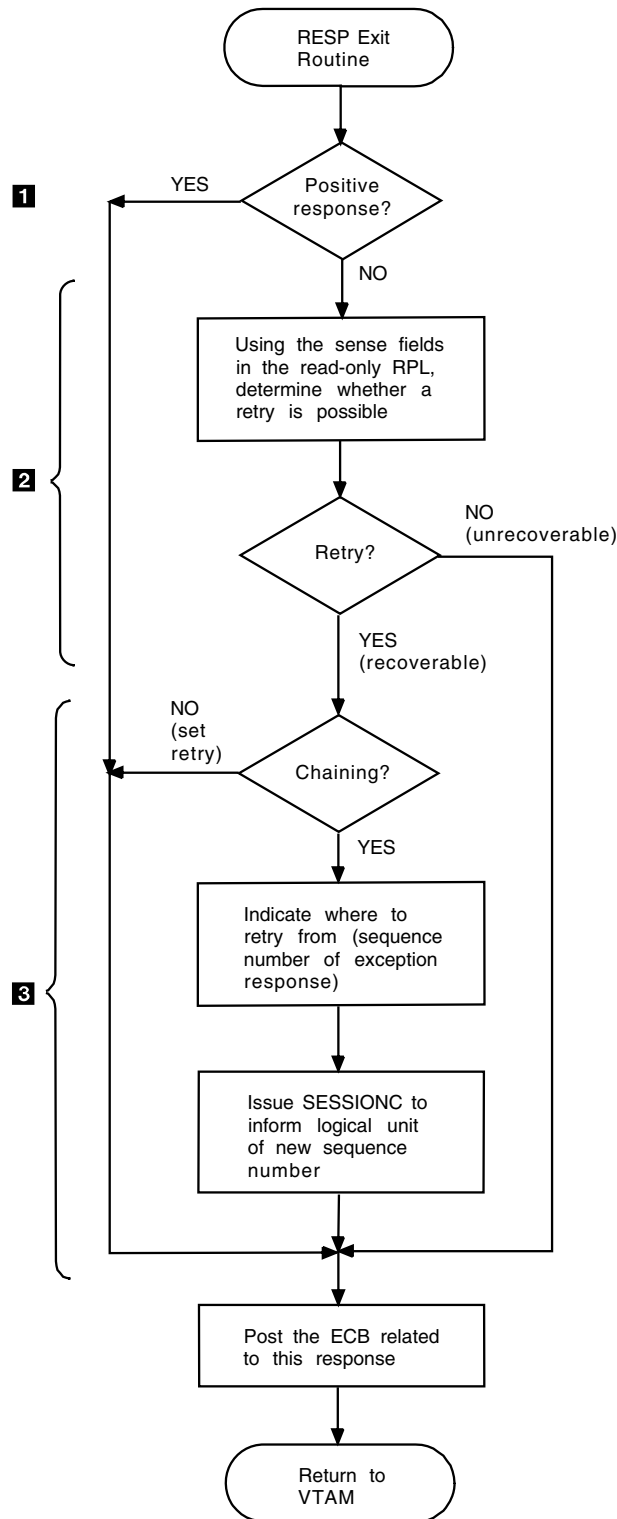 RESP Exit
Routine
1
YES
Positive
response?
NO
Using the sense fields
in the read-only RPL,
determine whether a
retry is possible
2
NO
(unrecoverable)
Retry?
YES
(recoverable)
NO
(set
retry)
Chaining?
YES
Indicate where to
retry from (sequence
number of exception
response)
3
Issue SESSIONC to
inform logical unit
of new sequence
number
Post the ECB related
to this response
Return to
VTAM